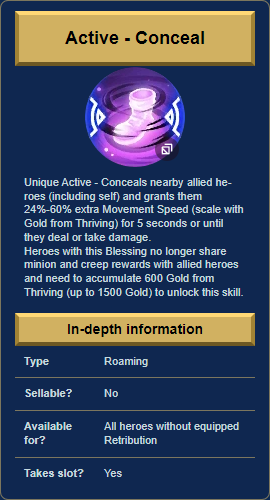 Active - Conceal
Unique Active - Conceals nearby allied he-
roes (including self) and grants them
24%-60% extra Movement Speed (scale with
Gold from Thriving) for 5 seconds or until
they deal or take damage.
Heroes with this Blessing no longer share
minion and creep rewards with allied heroes
and need to accumulate 600 Gold from
Thriving (up to 1500 Gold) to unlock this skill.
In-depth information
Type Roaming
Sellable? No
Available All heroes without equipped
for? Retribution
Takes slot? Yes